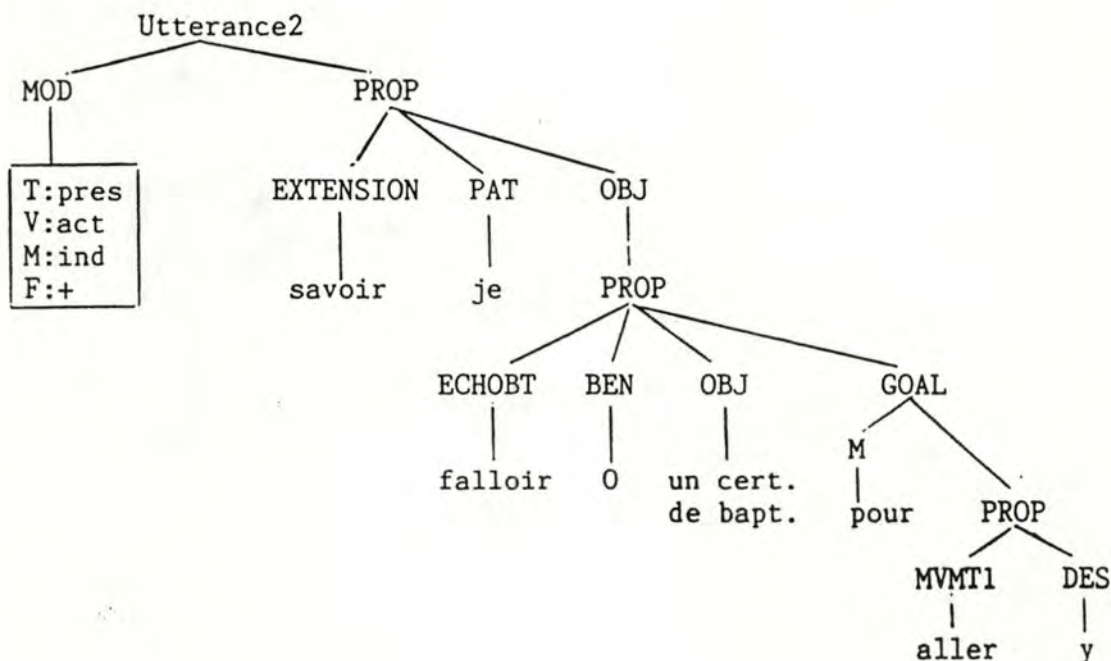 Utterance2
MOD PROP
T:pres
V:act
M:ind
F:+
EXTENSION PAT OBJ
savoir je PROP
ECHOBT BEN OBJ GOAL
M
falloir O un cert.
de bapt. pour PROP
MVMT1 DES
aller y